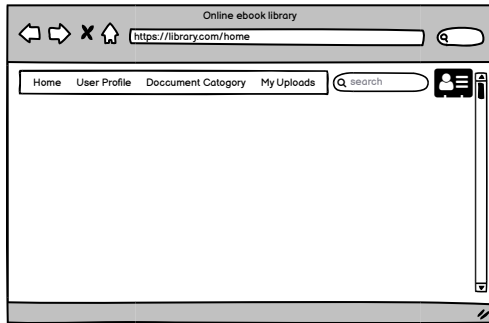 Online ebook library
https://library.com/home
Home User Profile Doccument Catogory My Uploads search